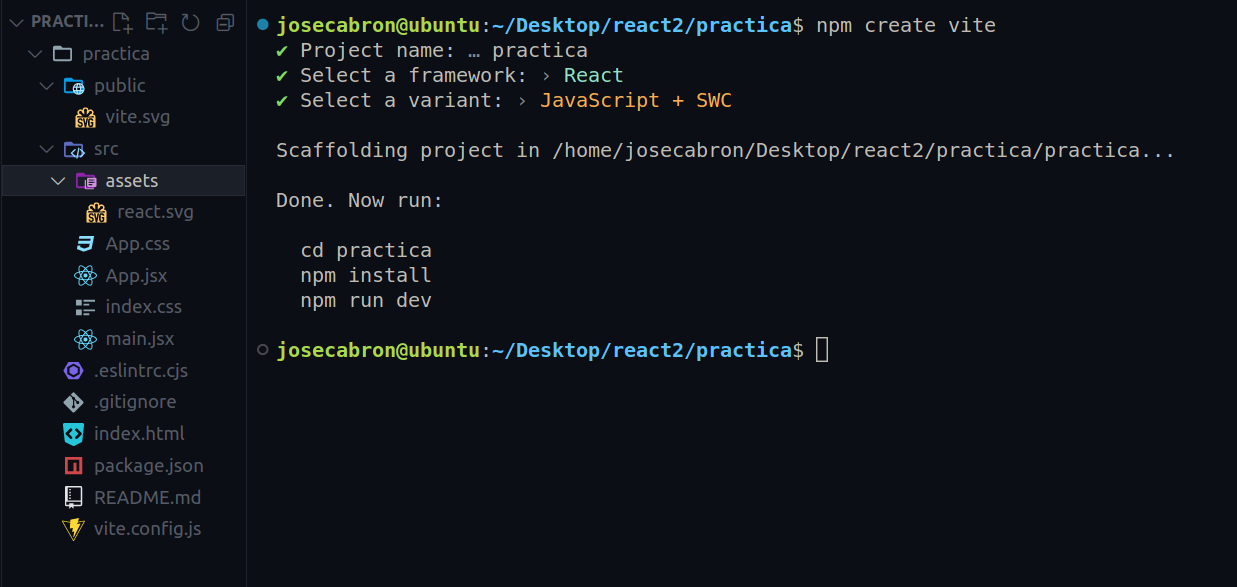 PRACTI...
practica
public
vite.svg
src
assets
react.svg
App.css
App.jsx
index.css
main.jsx
.eslintrc.cjs
.gitignore
index.html
package.json
README.md
vite.config.js
josecabron@ubuntu:~/Desktop/react2/practica$ npm create vite
✔ Project name: … practica
✔ Select a framework: › React
✔ Select a variant: › JavaScript + SWC
Scaffolding project in /home/josecabron/Desktop/react2/practica/practica...
Done. Now run:
cd practica
npm install
npm run dev
josecabron@ubuntu:~/Desktop/react2/practica$